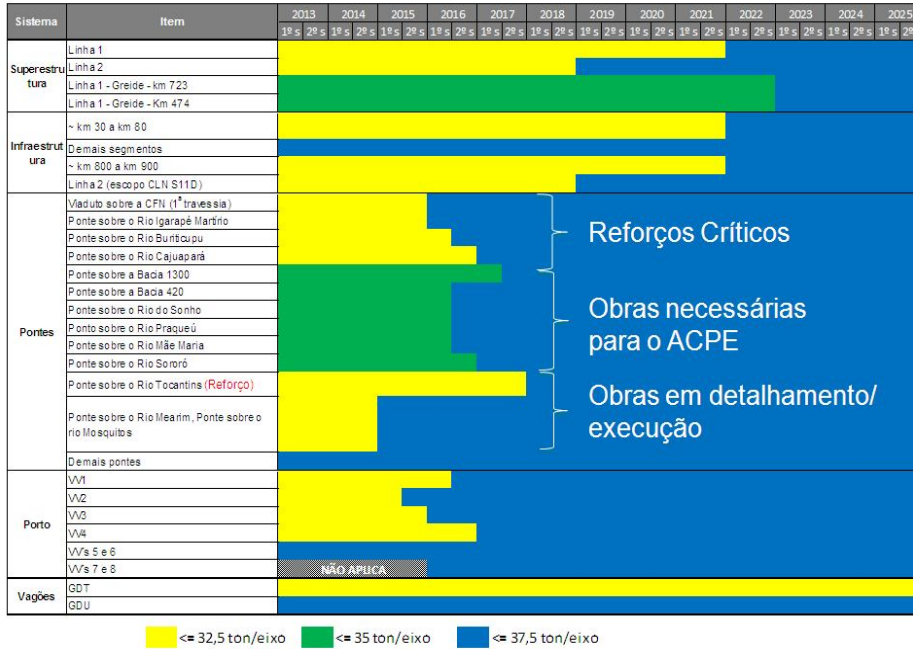 Sistema Item 2013 2014 2015 2016 2017 2018 2019 2020 2021 2022 2023 2024 2025
1º s 2º s 1º s 2º s 1º s 2º s 1º s 2º s 1º s 2º s 1º s 2º s 1º s 2º s 1º s 2º s 1º s 2º s 1º s 2º s 1º s 2º s 1º s 2º s 1º s 2º
Superestru
tura
Linha 1
Linha 2
Linha 1 - Greide - km 723
Linha 1 - Greide - Km 474
Infraestrut
ura
~ km 30 a km 80
Demais segmentos
~ km 800 a km 900
Linha 2 (escopo CLN S11D)
Pontes
Viaduto sobre a CFN (1ª travessia)
Ponte sobre o Rio Igarapé Martírio
Ponte sobre o Rio Buriticupu
Ponte sobre o Rio Cajuapará
Reforços Críticos
Ponte sobre a Bacia 1300
Ponte sobre a Bacia 420
Ponte sobre o Rio do Sonho
Ponto sobre o Rio Praqueú
Ponte sobre o Rio Mãe Maria
Ponte sobre o Rio Sororó
Obras necessárias
para o ACPE
Ponte sobre o Rio Tocantins (Reforço)
Ponte sobre o Rio Mearim, Ponte sobre o
rio Mosquitos
Obras em detalhamento/
execução
Demais pontes
Porto
VV1
VV2
VV3
VV4
VV's 5 e 6
VV's 7 e 8
NÃO APLICA
Vagões
GDT
GDU
<= 32,5 ton/eixo <= 35 ton/eixo <= 37,5 ton/eixo